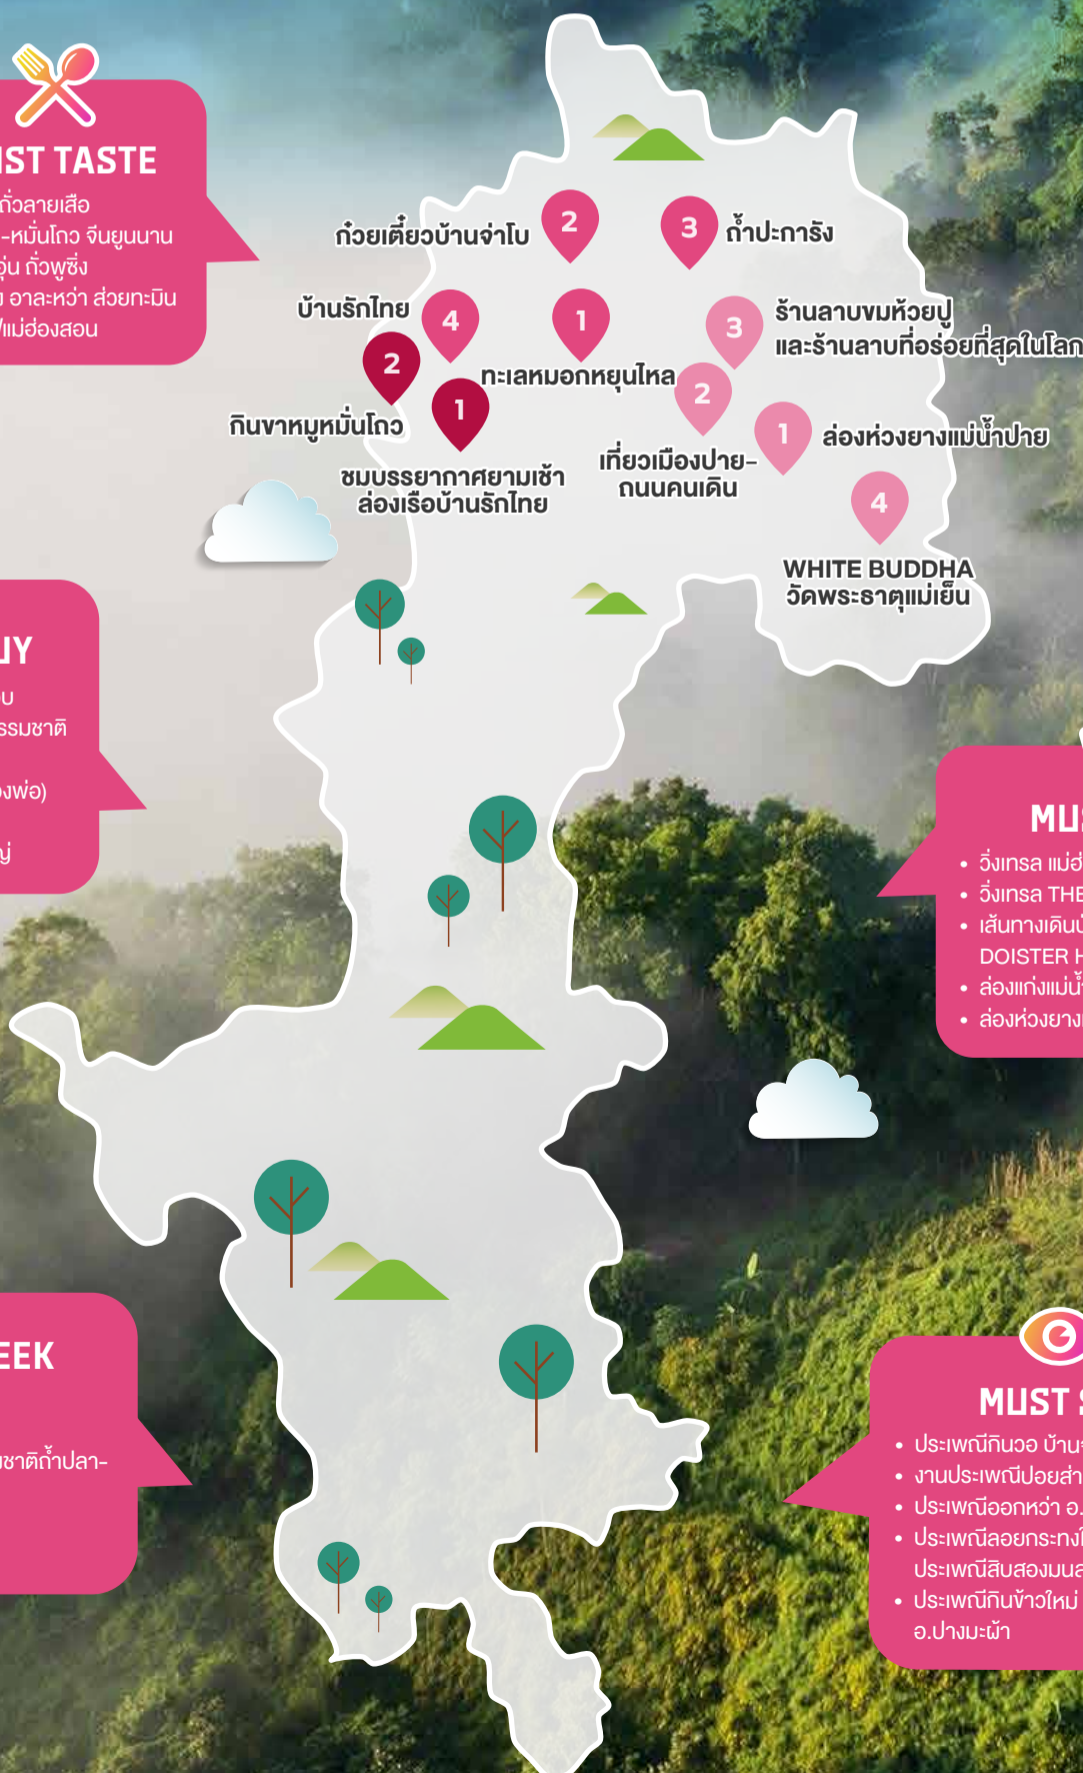 MUST TASTE
ถั่วลายเสือ
-หมั่นโถว จีนยูนนาน
อุ่น ถั่วพูซิ่ง
อาละหว่า ส่วยทะมิน
แม่ฮ่องสอน
ก๋วยเตี๋ยวบ้านจ่าโบ่
2
3
ถ้ำปะการัง
บ้านรักไทย
4
1
3
ร้านลาบขมห้วยปู
และร้านลาบที่อร่อยที่สุดในโลก
2
1
ทะเลหมอกหยุนไหล
2
1
ล่องห่วงยางแม่น้ำปาย
กินขาหมูหมั่นโถว
เที่ยวเมืองปาย-
ถนนคนเดิน
ชมบรรยากาศยามเช้า
ล่องเรือบ้านรักไทย
4
WHITE BUDDHA
วัดพระธาตุแม่เย็น
UY
บ
รรมชาติ
งพ่อ)
ญ่
MUS
• วิ่งเทรล แม่ฮ่
• วิ่งเทรล THE
• เส้นทางเดินป่
DOISTER H
• ล่องแก่งแม่น้ำ
• ล่องห่วงยางแ
EEK
มชาติถ้ำปลา-
MUST S
• ประเพณีกินวอ บ้านจ
• งานประเพณีปอยส่า
• ประเพณีออกหว่า อ.
• ประเพณีลอยกระทงใ
ประเพณีสิบสองมนส
• ประเพณีกินข้าวใหม่
อ.ปางมะผ้า